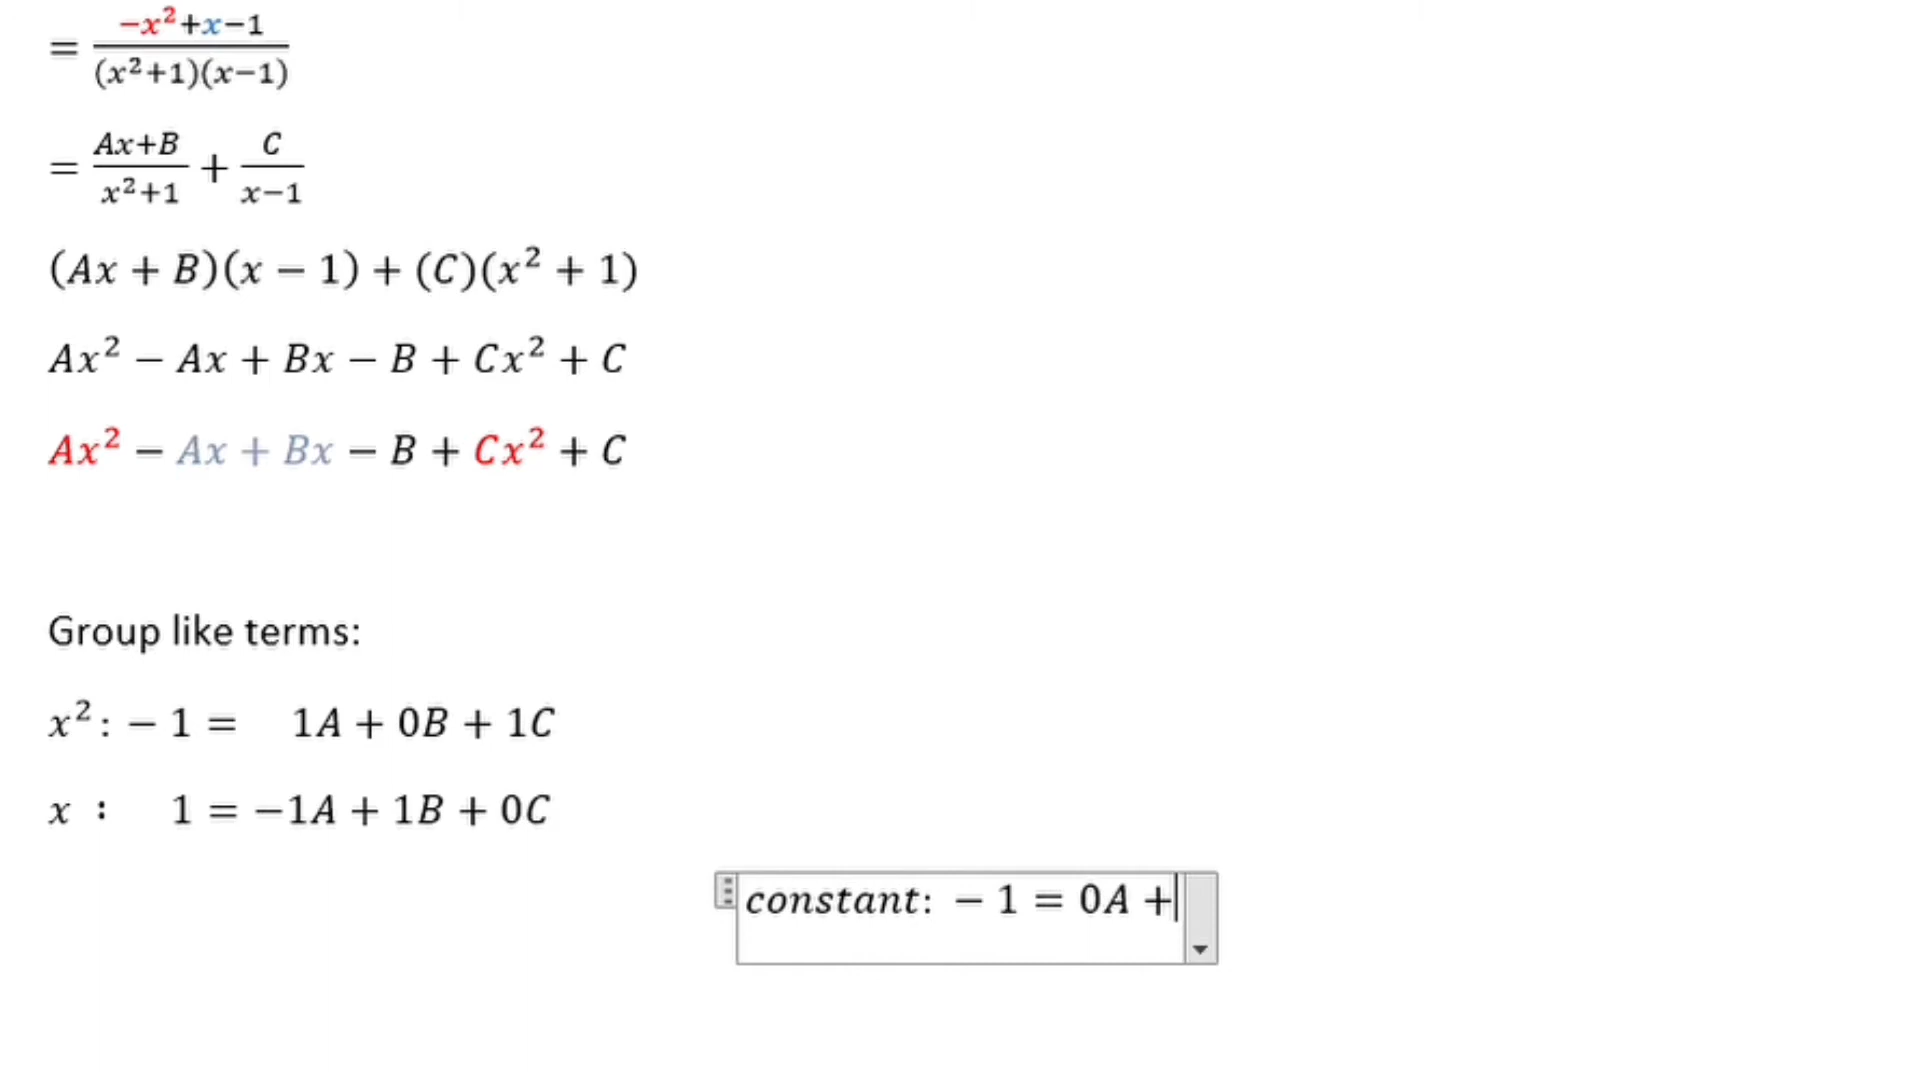 = −x²+x−1 / (x²+1)(x−1)
= Ax+B / x²+1 + C / x−1
(Ax + B)(x − 1) + (C)(x² + 1)
Ax² − Ax + Bx − B + Cx² + C
Ax² − Ax + Bx − B + Cx² + C
Group like terms:
x²: − 1 = 1A + 0B + 1C
x : 1 = −1A + 1B + 0C
constant: − 1 = 0A +